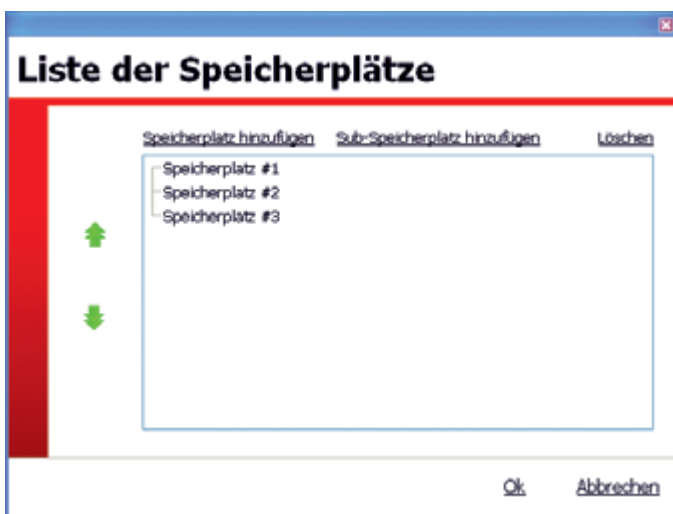 Liste der Speicherplätze
Speicherplatz hinzufügen Sub-Speicherplatz hinzufügen Löschen
Speicherplatz #1
Speicherplatz #2
Speicherplatz #3
Ok Abbrechen